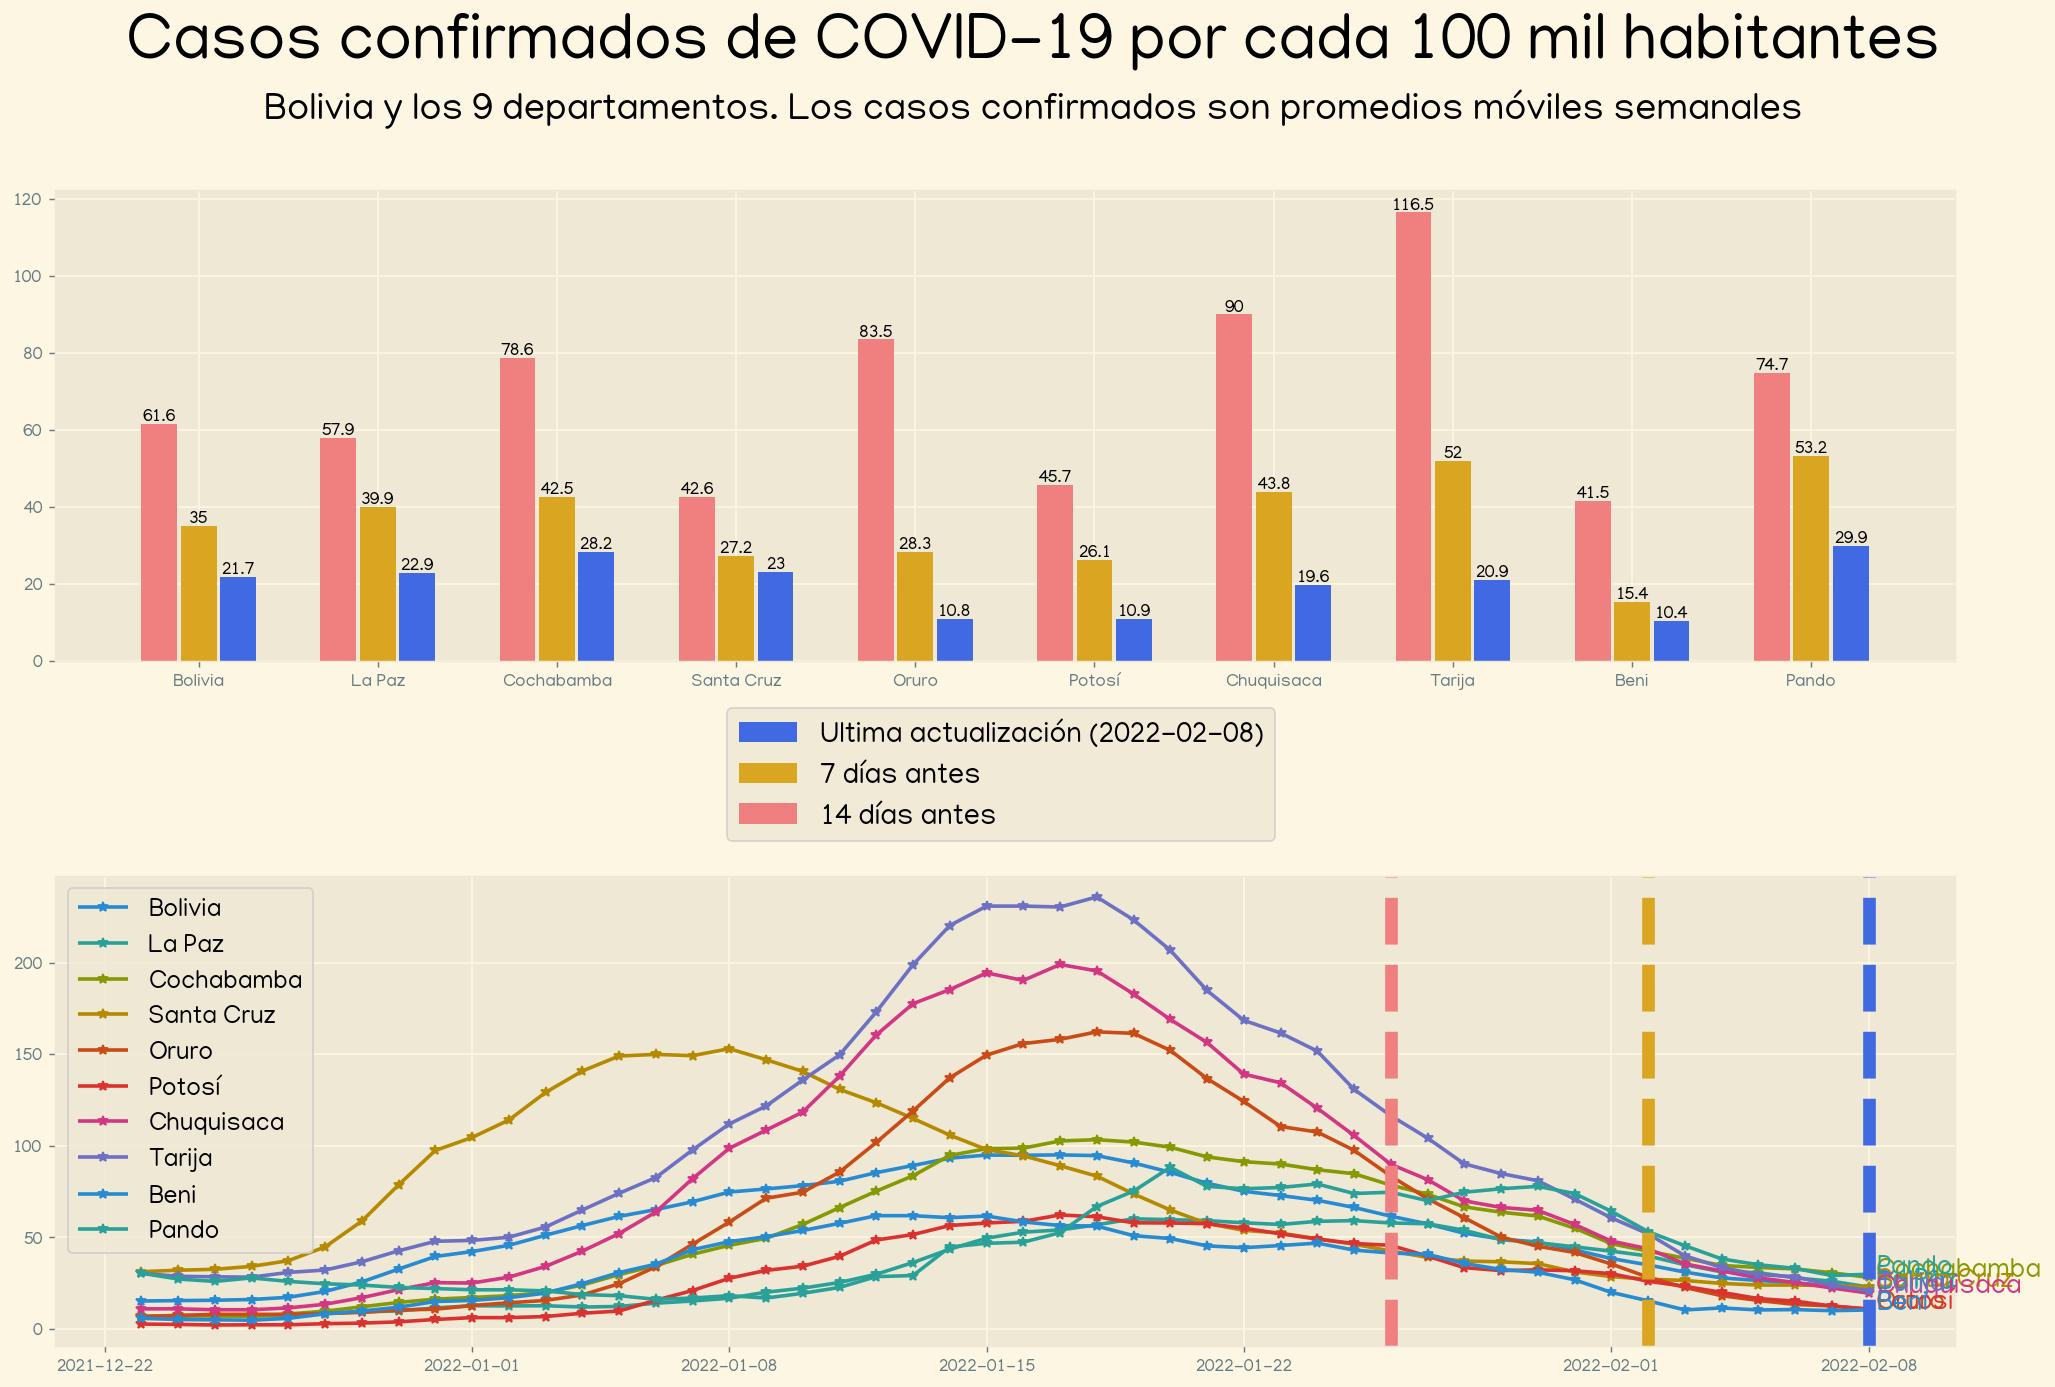 Casos confirmados de COVID-19 por cada 100 mil habitantes
Bolivia y los 9 departamentos. Los casos confirmados son promedios móviles semanales
120
100
80
60
40
20
0
61.6 35 21.7
57.9 39.9 22.9
78.6 42.5 28.2
42.6 27.2 23
83.5 28.3 10.8
45.7 26.1 10.9
90 43.8 19.6
116.5 52 20.9
41.5 15.4 10.4
74.7 53.2 29.9
Bolivia La Paz Cochabamba Santa Cruz Oruro Potosí Chuquisaca Tarija Beni Pando
Ultima actualización (2022-02-08)
7 días antes
14 días antes
200
150
100
50
0
Bolivia
La Paz
Cochabamba
Santa Cruz
Oruro
Potosí
Chuquisaca
Tarija
Beni
Pando
Pando
Cochabamba
Chuquisaca
Potosí
2021-12-22 2022-01-01 2022-01-08 2022-01-15 2022-01-22 2022-02-01 2022-02-08